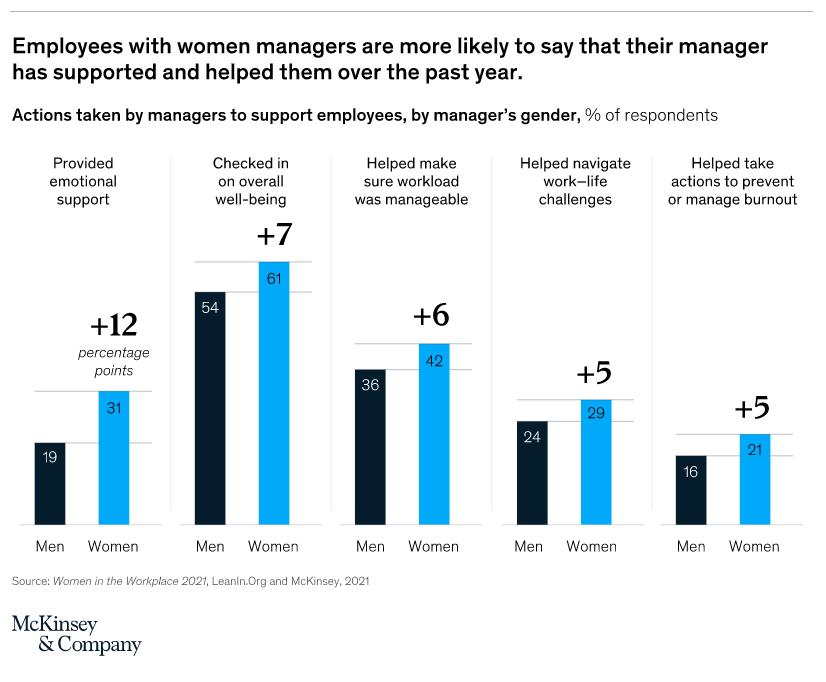 Employees with women managers are more likely to say that their manager
has supported and helped them over the past year.
Actions taken by managers to support employees, by manager's gender, % of respondents
Provided
emotional
support
+12
percentage
points
19
31
Men
Women
Checked in
on overall
well-being
+7
54
61
Men
Women
Helped make
sure workload
was manageable
+6
36
42
Men
Women
Helped navigate
work–life
challenges
+5
24
29
Men
Women
Helped take
actions to prevent
or manage burnout
+5
16
21
Men
Women
Source: Women in the Workplace 2021, LeanIn.Org and McKinsey, 2021
McKinsey
& Company